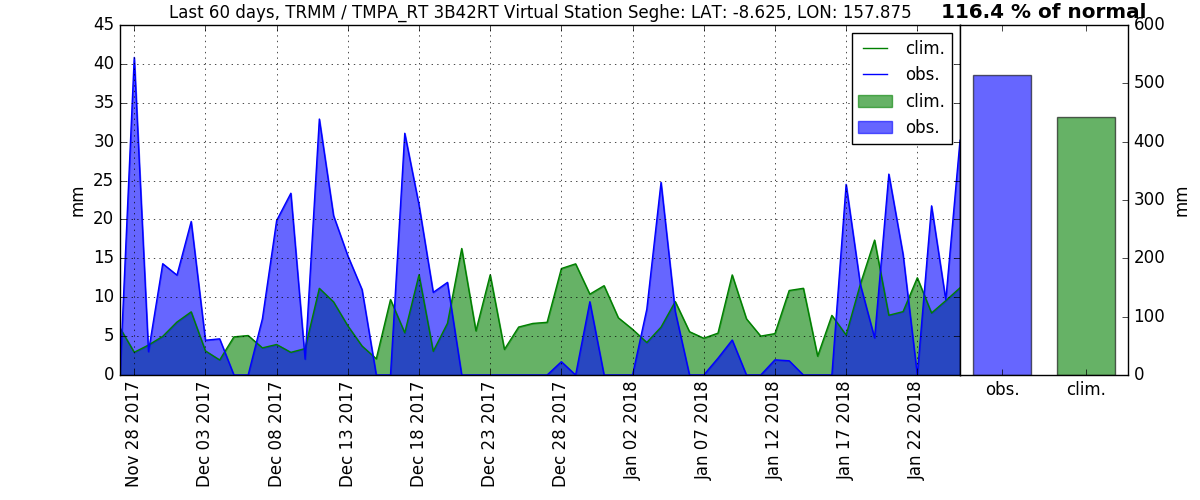 Last 60 days, TRMM / TMPA_RT 3B42RT Virtual Station Seghe: LAT: -8.625, LON: 157.875
116.4 % of normal
45
40
35
30
25
20
15
10
5
0
mm
clim.
obs.
clim.
obs.
600
500
400
300
200
100
0
mm
obs.
clim.
Nov 28 2017
Dec 03 2017
Dec 08 2017
Dec 13 2017
Dec 18 2017
Dec 23 2017
Dec 28 2017
Jan 02 2018
Jan 07 2018
Jan 12 2018
Jan 17 2018
Jan 22 2018